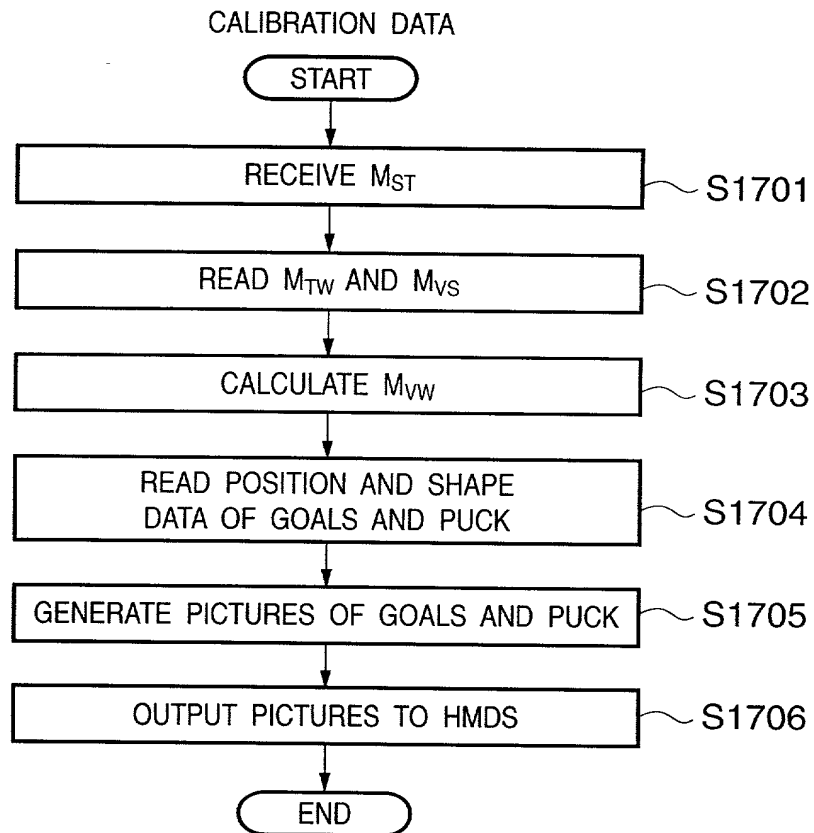 CALIBRATION DATA
START
RECEIVE M_ST
S1701
READ M_TW AND M_VS
S1702
CALCULATE M_VW
S1703
READ POSITION AND SHAPE
DATA OF GOALS AND PUCK
S1704
GENERATE PICTURES OF GOALS AND PUCK
S1705
OUTPUT PICTURES TO HMDS
S1706
END